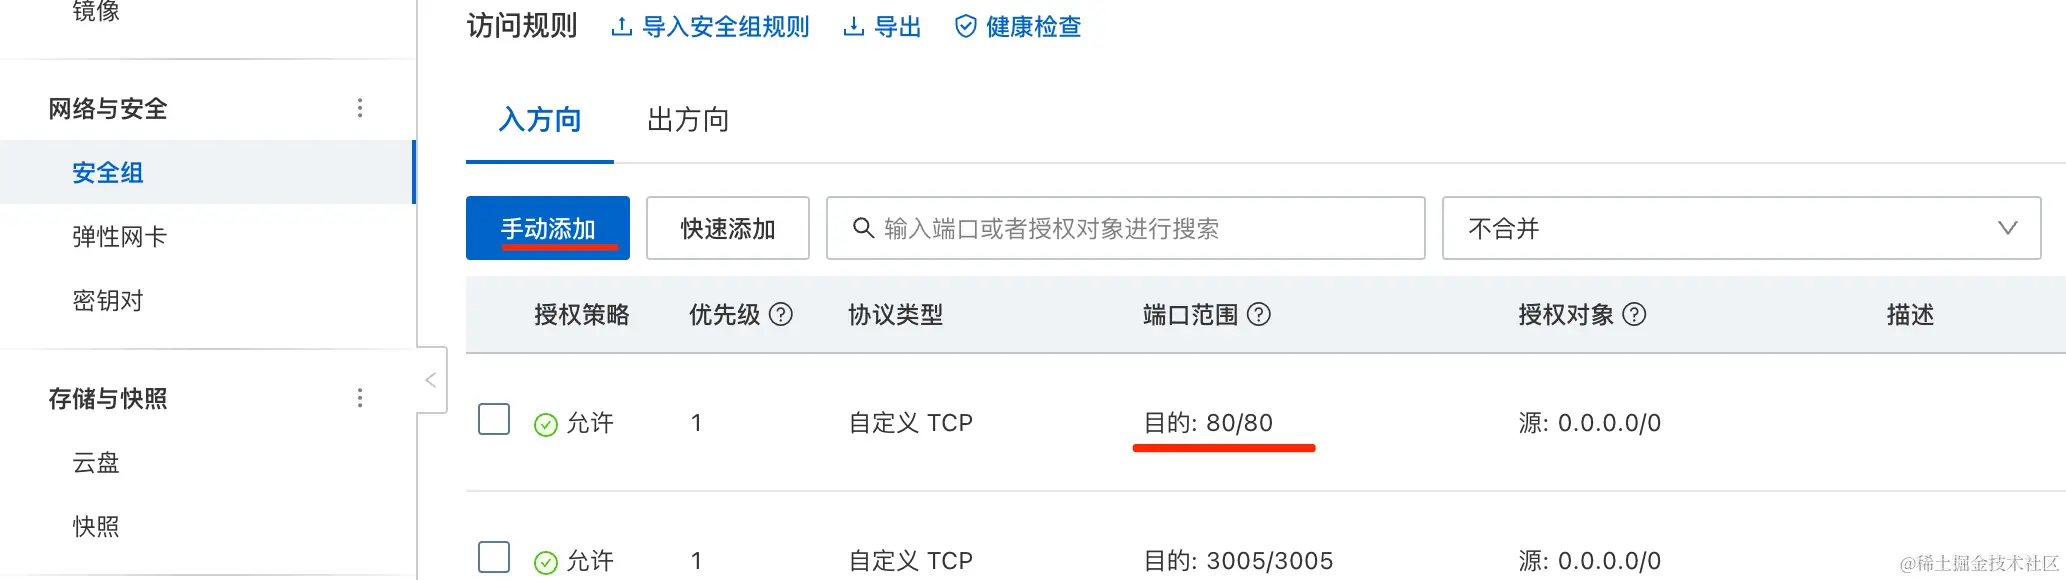 镜像
网络与安全
安全组
弹性网卡
密钥对
存储与快照
云盘
快照
访问规则 导入安全组规则 导出 健康检查
入方向 出方向
手动添加 快速添加 输入端口或者授权对象进行搜索 不合并
授权策略 优先级 协议类型 端口范围 授权对象 描述
允许 1 自定义 TCP 目的: 80/80 源: 0.0.0.0/0
允许 1 自定义 TCP 目的: 3005/3005 源: 0.0.0.0/0
@稀土掘金技术社区